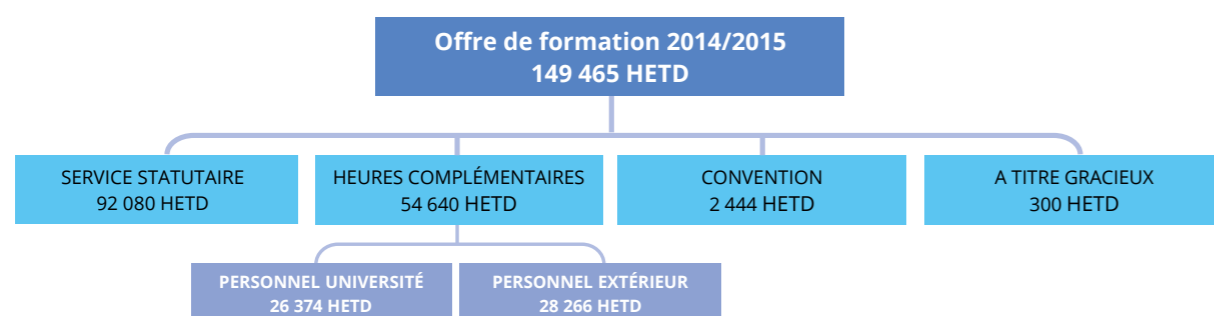 Offre de formation 2014/2015
149 465 HETD
SERVICE STATUTAIRE
92 080 HETD
HEURES COMPLÉMENTAIRES
54 640 HETD
CONVENTION
2 444 HETD
A TITRE GRACIEUX
300 HETD
PERSONNEL UNIVERSITÉ
26 374 HETD
PERSONNEL EXTÉRIEUR
28 266 HETD